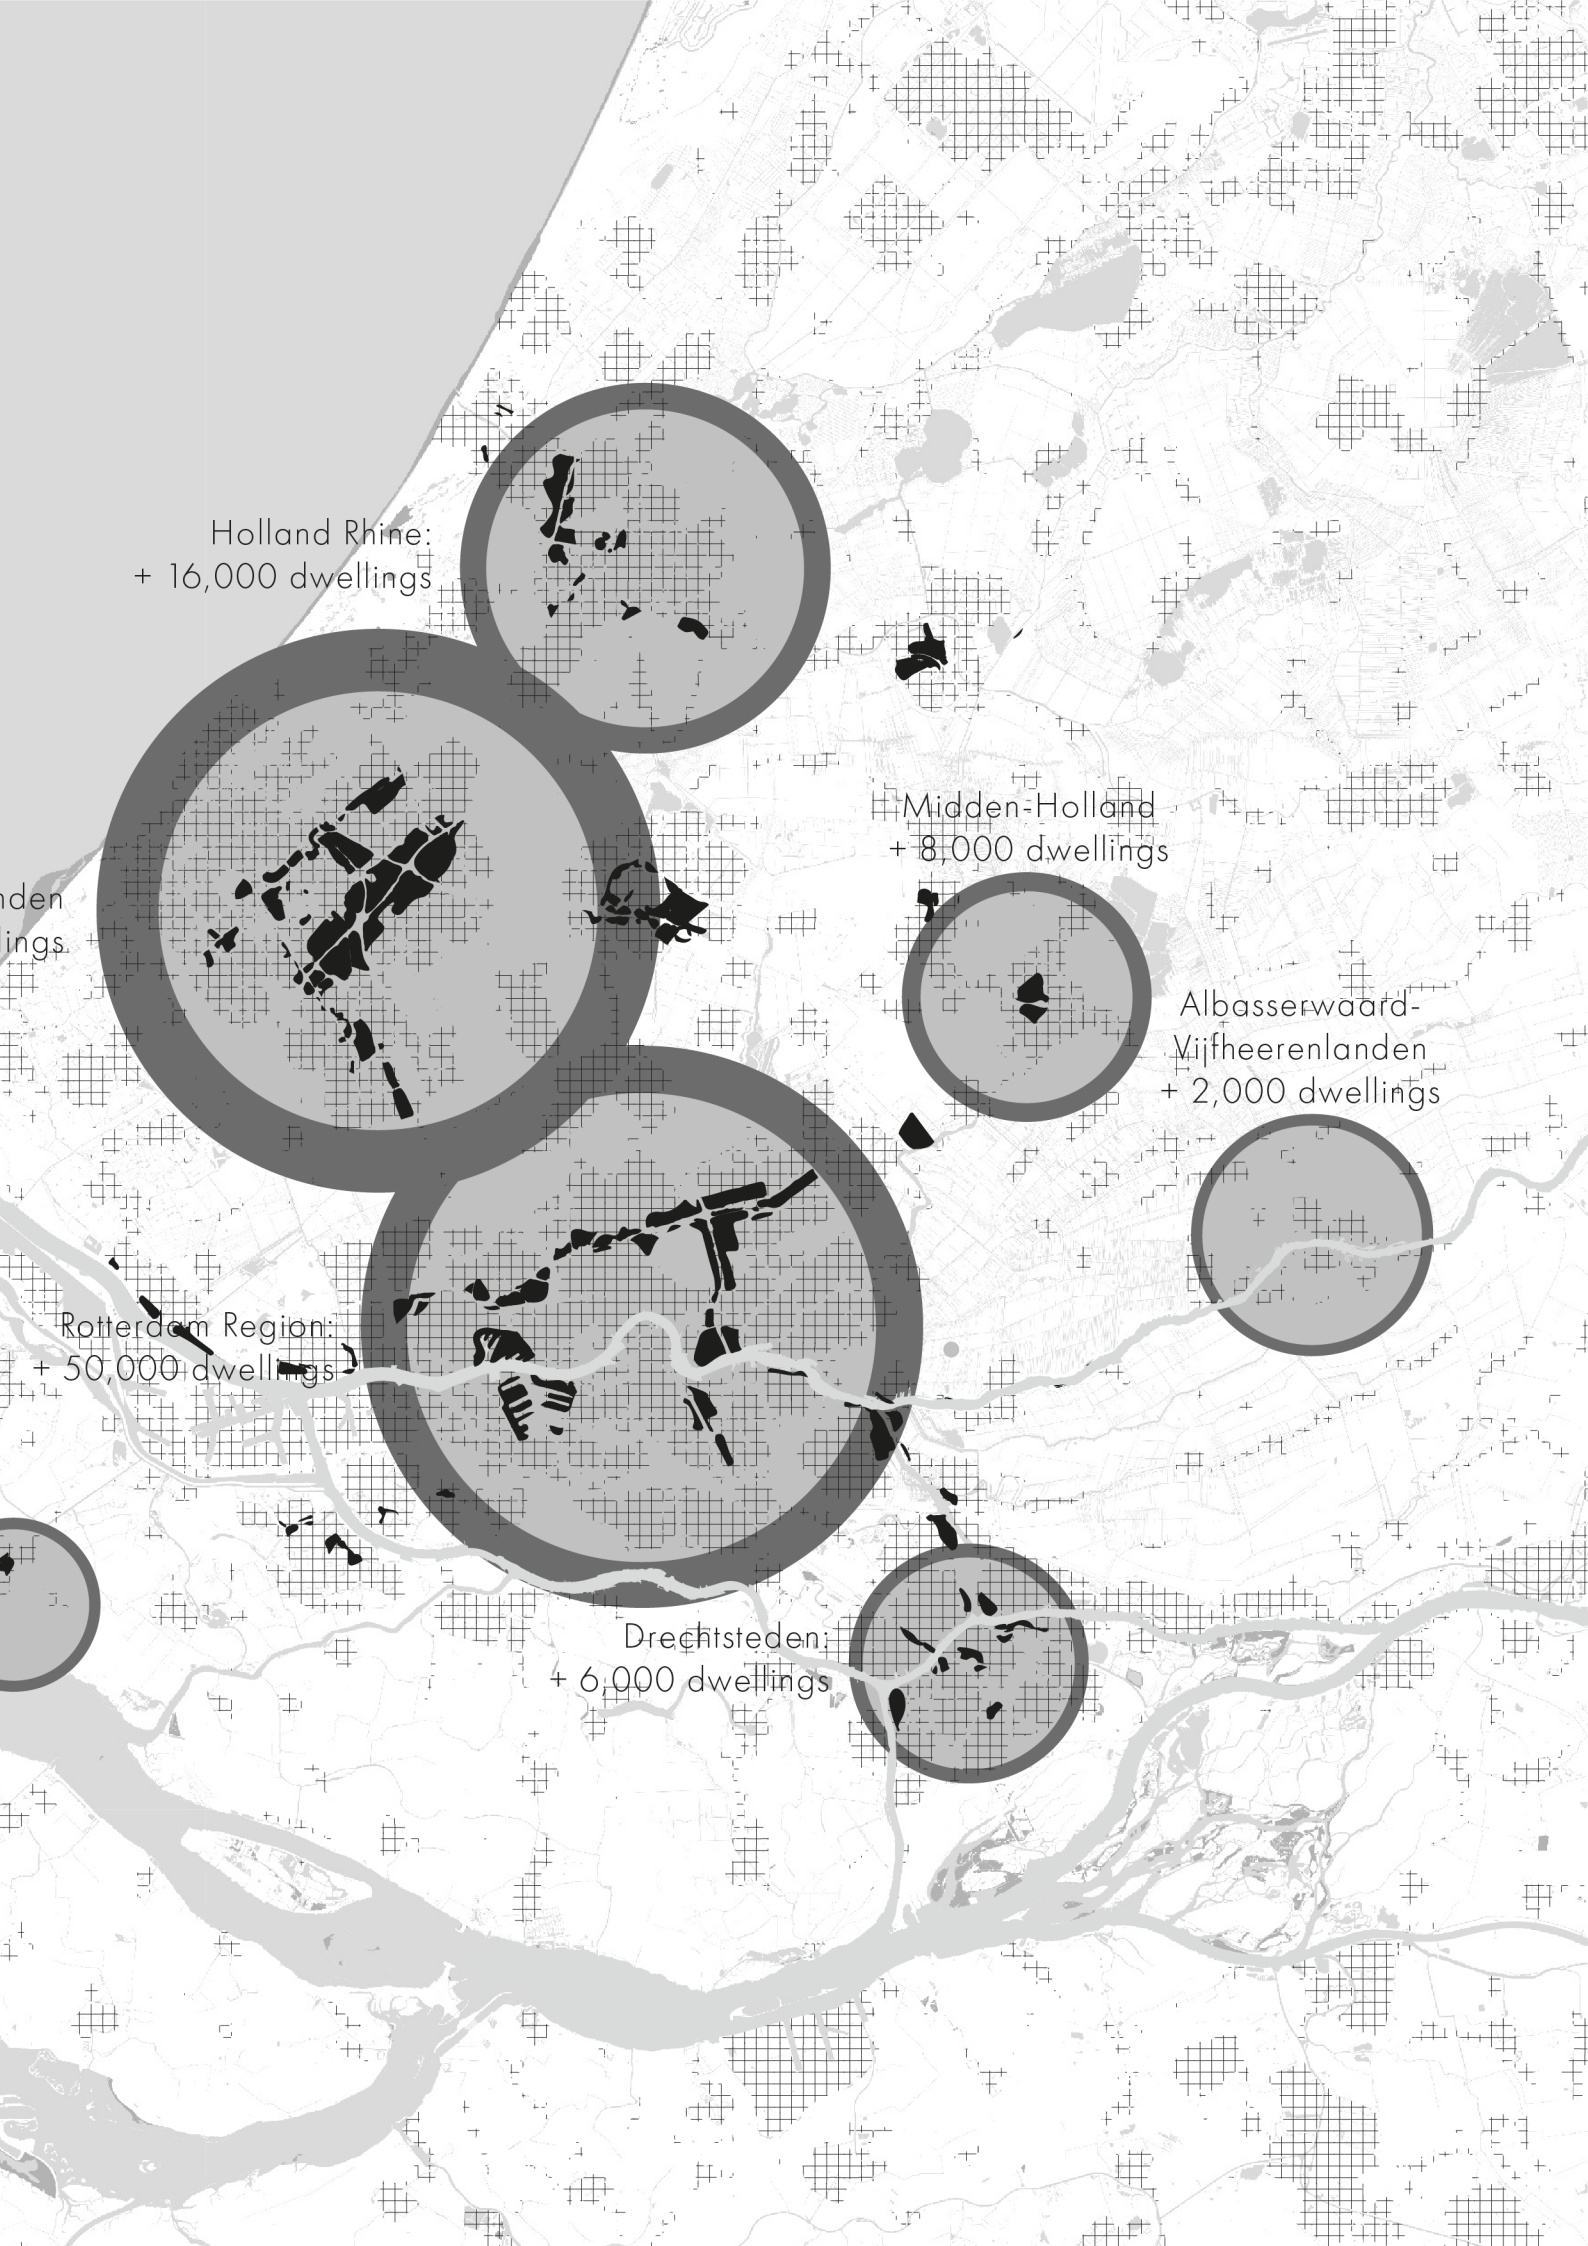 Holland Rhine:
+ 16,000 dwellings
Midden-Holland
+ 8,000 dwellings
Albasserwaard-
Vijfheerenlanden
+ 2,000 dwellings
Rotterdam Region:
+ 50,000 dwellings
Drechtsteden:
+ 6,000 dwellings